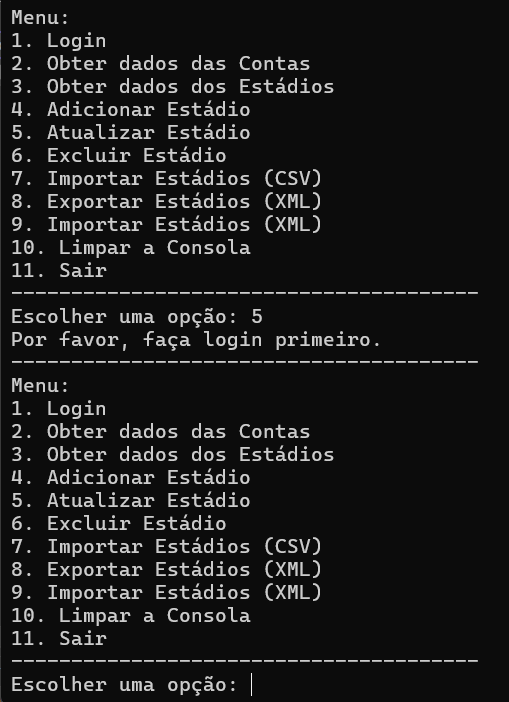 Menu:
1. Login
2. Obter dados das Contas
3. Obter dados dos Estádios
4. Adicionar Estádio
5. Atualizar Estádio
6. Excluir Estádio
7. Importar Estádios (CSV)
8. Exportar Estádios (XML)
9. Importar Estádios (XML)
10. Limpar a Consola
11. Sair
---------------------------------------
Escolher uma opção: 5
Por favor, faça login primeiro.
---------------------------------------
Menu:
1. Login
2. Obter dados das Contas
3. Obter dados dos Estádios
4. Adicionar Estádio
5. Atualizar Estádio
6. Excluir Estádio
7. Importar Estádios (CSV)
8. Exportar Estádios (XML)
9. Importar Estádios (XML)
10. Limpar a Consola
11. Sair
---------------------------------------
Escolher uma opção: